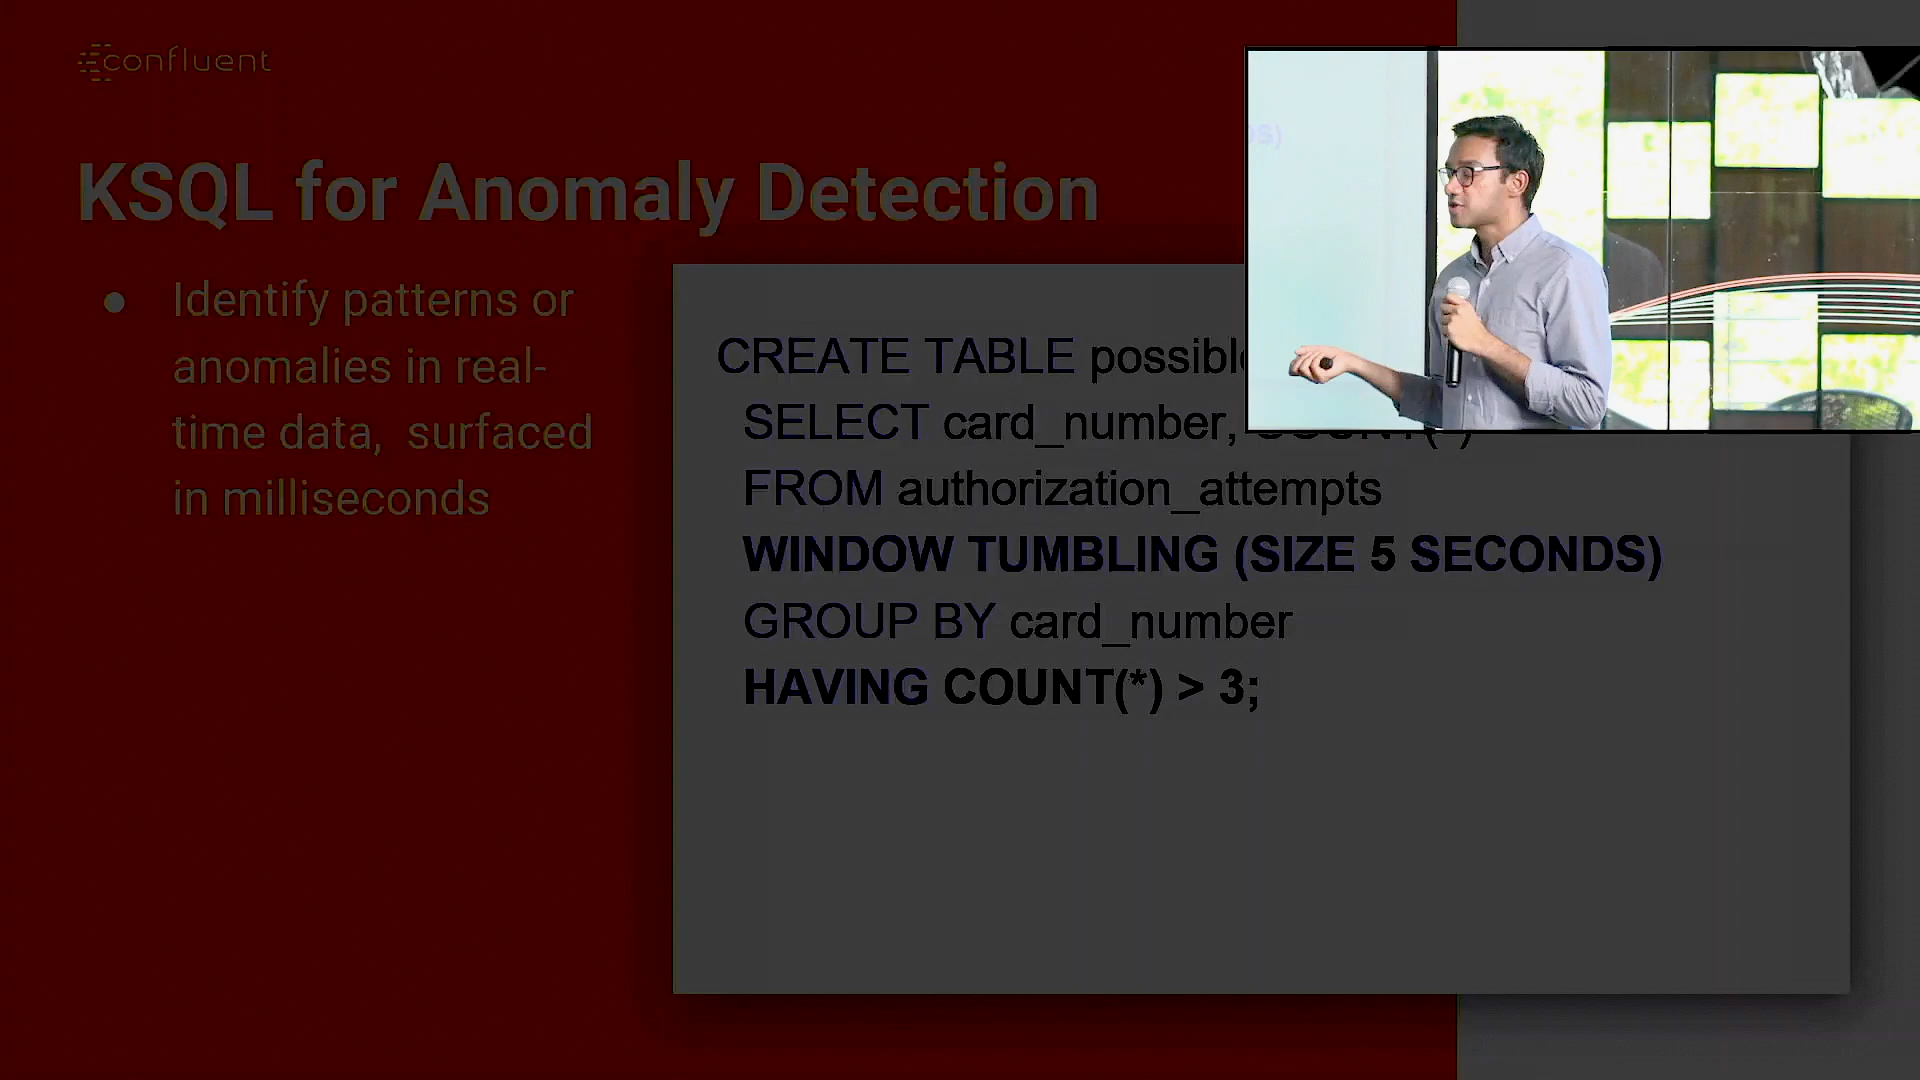 confluent
KSQL for Anomaly Detection
● Identify patterns or
anomalies in real-
time data, surfaced
in milliseconds
CREATE TABLE
SELECT card_number,
FROM authorization_attempts
WINDOW TUMBLING (SIZE 5 SECONDS)
GROUP BY card_number
HAVING COUNT(*) > 3;